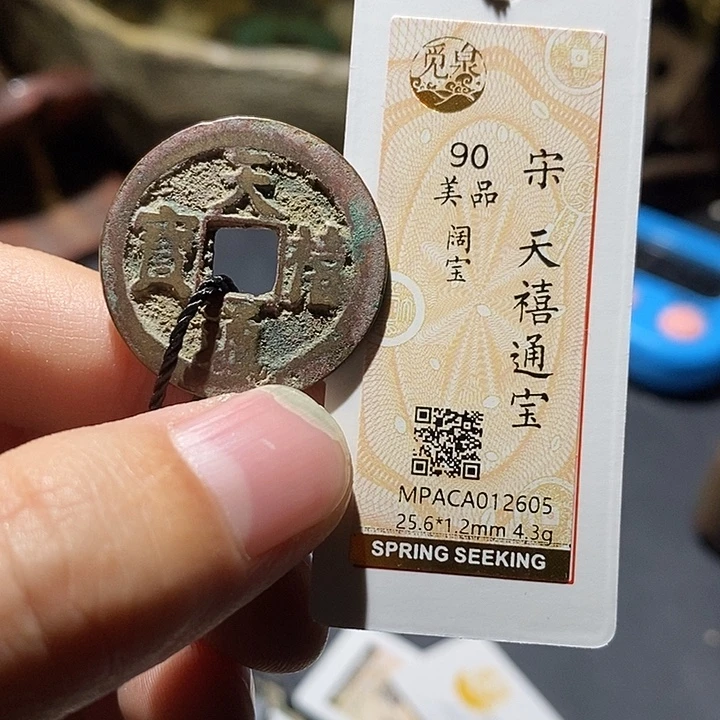 天禧通寶
觅泉
宋 天禧通宝
90
美品
阔宝
MPACA012605
25.6*1.2mm 4.3g
SPRING SEEKING